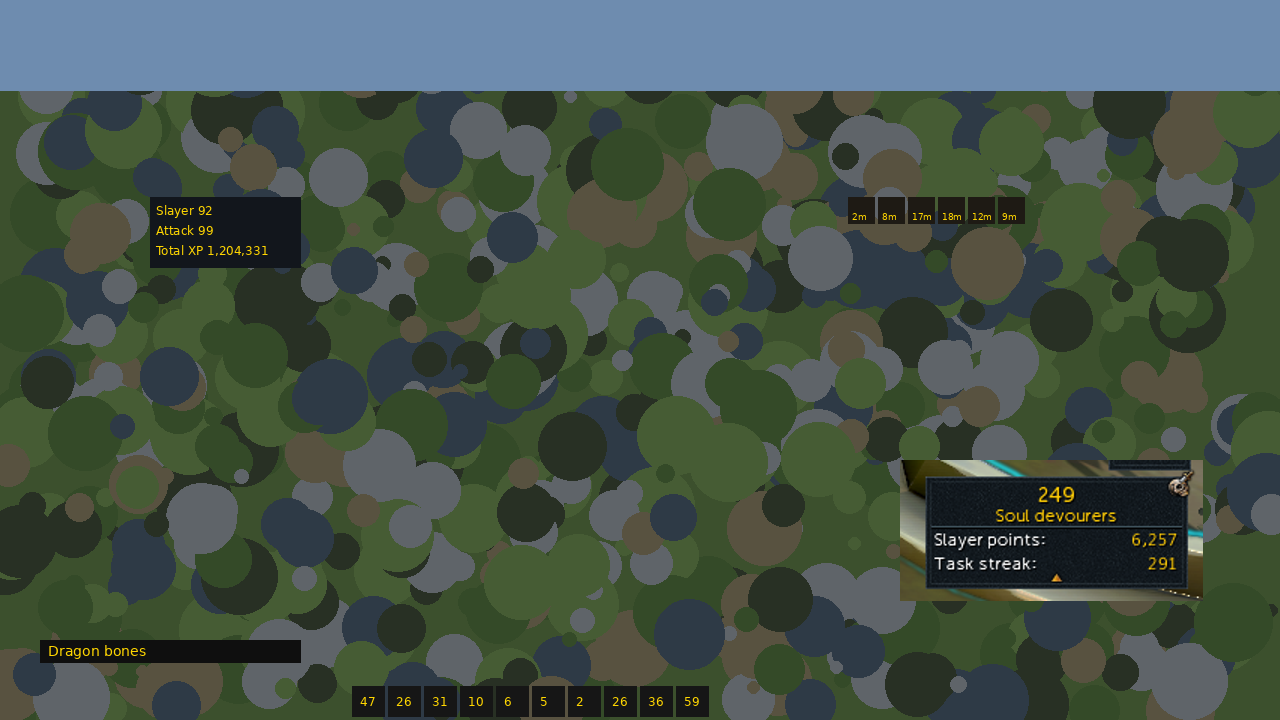 Slayer 92
Attack 99
Total XP 1,204,331
2m 8m 17m 18m 12m 9m
249
Soul devourers
Slayer points: 6,257
Task streak: 291
Dragon bones
47 26 31 10 6 5 2 26 36 59